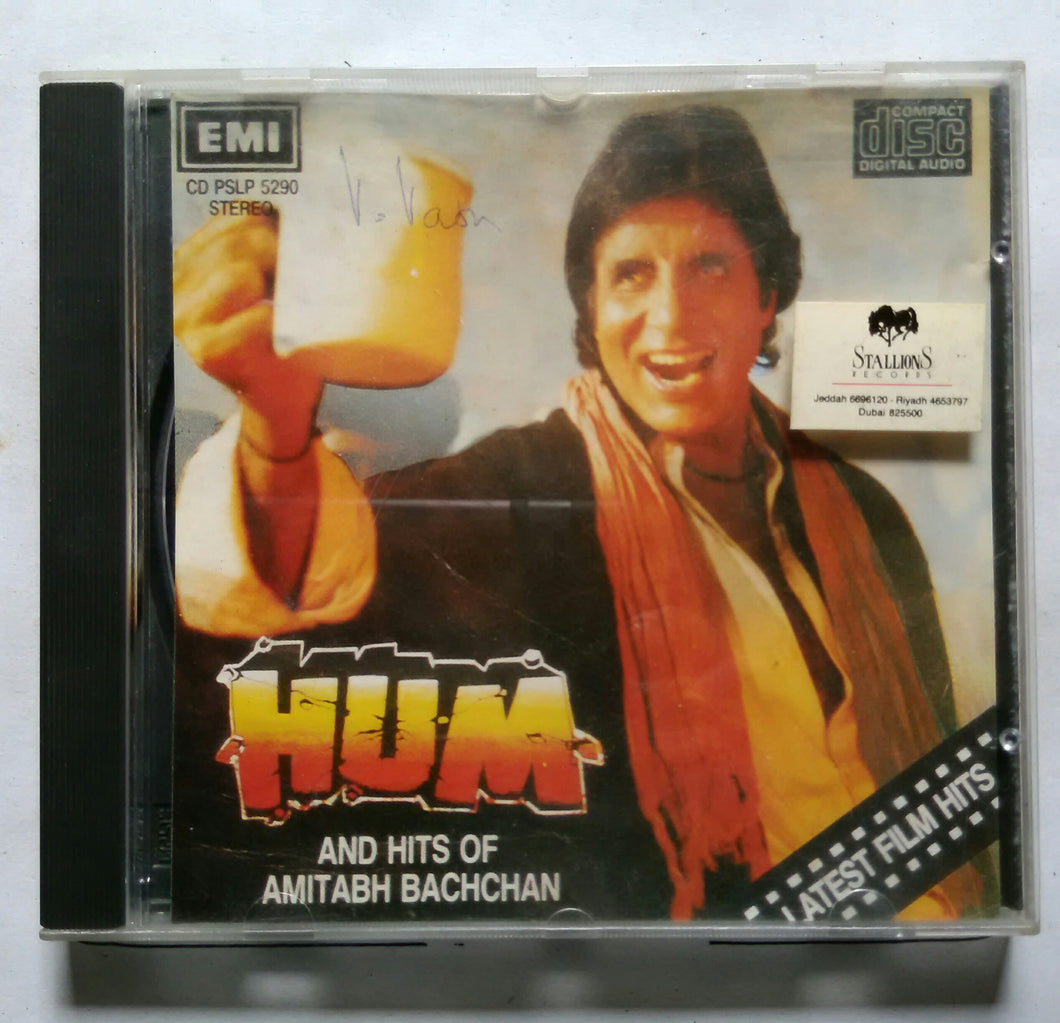 EMI
CD PSLP 5290
STEREO
COMPACT
disc
DIGITAL AUDIO
STALLIONS
RECORDS
Jeddah 6696120 - Riyadh 4653797
Dubai 825500
HUM
AND HITS OF
AMITABH BACHCHAN
LATEST FILM HITS